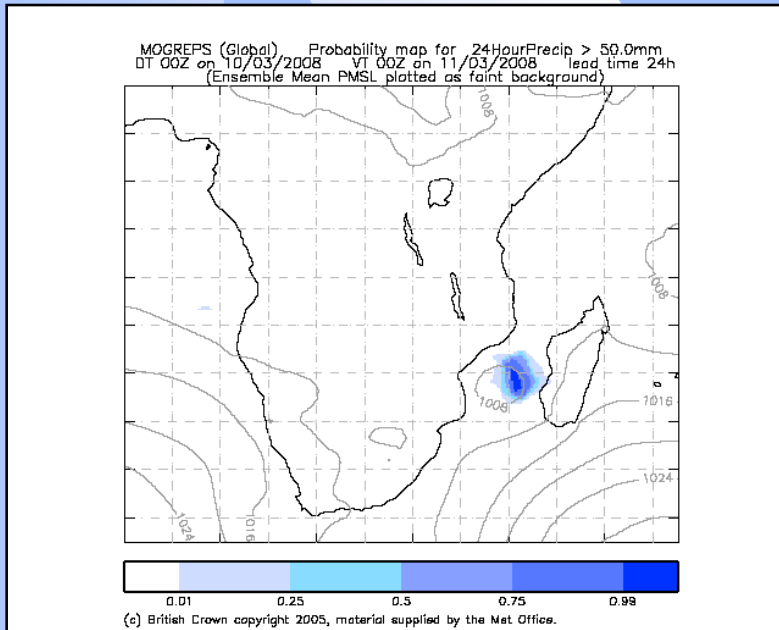 MOGREPS (Global) Probability map for 24HourPrecip > 50.0mm
DT 00Z on 10/03/2008 VT 00Z on 11/03/2008 lead time 24h
(Ensemble Mean PMSL plotted as faint background)
1008
1008
1008
1016
1024
1024
1016
0.01 0.25 0.5 0.75 0.99
(c) British Crown copyright 2005, material supplied by the Met Office.